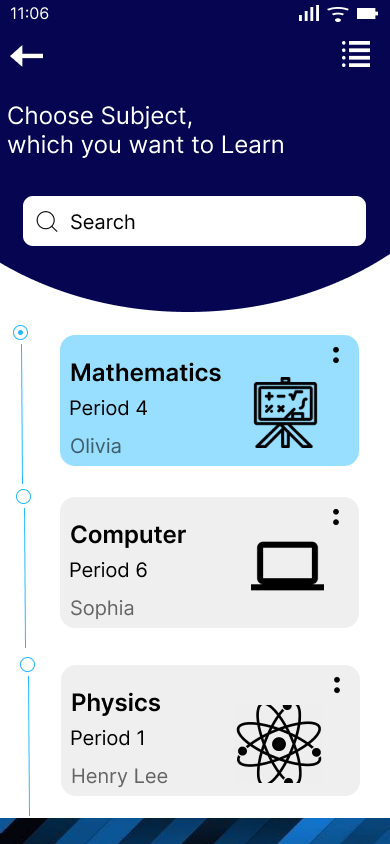 11:06
Choose Subject,
which you want to Learn
Search
Mathematics
Period 4
Olivia
Computer
Period 6
Sophia
Physics
Period 1
Henry Lee